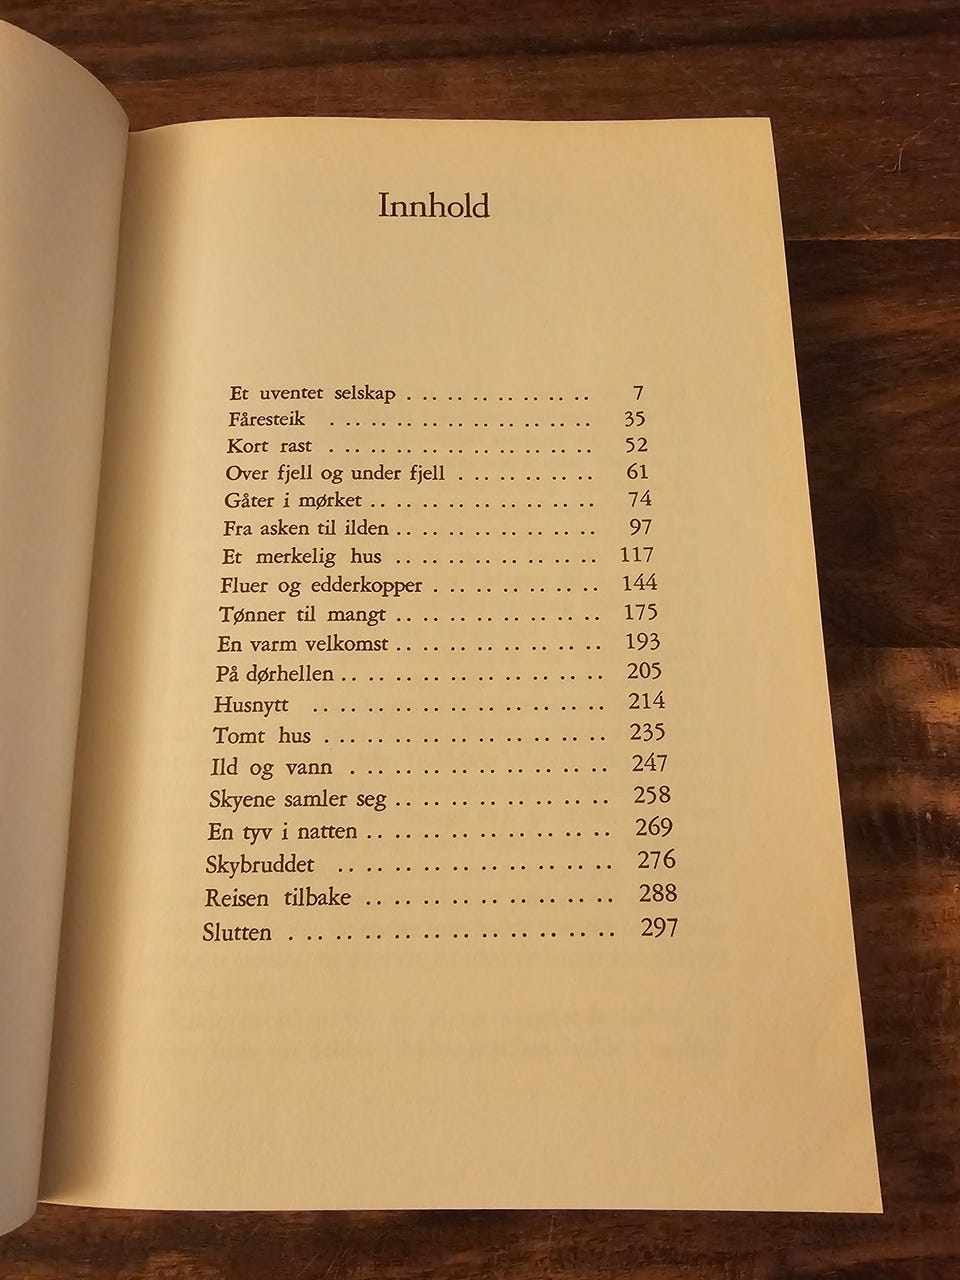 Innhold
Et uventet selskap . . . . . . . . . . . . . . 7
Fåresteik . . . . . . . . . . . . . . . . . . . 35
Kort rast . . . . . . . . . . . . . . . . . . . 52
Over fjell og under fjell . . . . . . . . . . 61
Gåter i mørket . . . . . . . . . . . . . . . . 74
Fra asken til ilden . . . . . . . . . . . . . . 97
Et merkelig hus . . . . . . . . . . . . . . . 117
Fluer og edderkopper . . . . . . . . . . . . 144
Tønner til mangt . . . . . . . . . . . . . . . 175
En varm velkomst . . . . . . . . . . . . . . . 193
På dørhellen . . . . . . . . . . . . . . . . . . 205
Husnytt . . . . . . . . . . . . . . . . . . . . 214
Tomt hus . . . . . . . . . . . . . . . . . . . 235
Ild og vann . . . . . . . . . . . . . . . . . . 247
Skyene samler seg . . . . . . . . . . . . . . . 258
En tyv i natten . . . . . . . . . . . . . . . . . 269
Skybruddet . . . . . . . . . . . . . . . . . . . 276
Reisen tilbake . . . . . . . . . . . . . . . . . 288
Slutten . . . . . . . . . . . . . . . . . . . . . 297